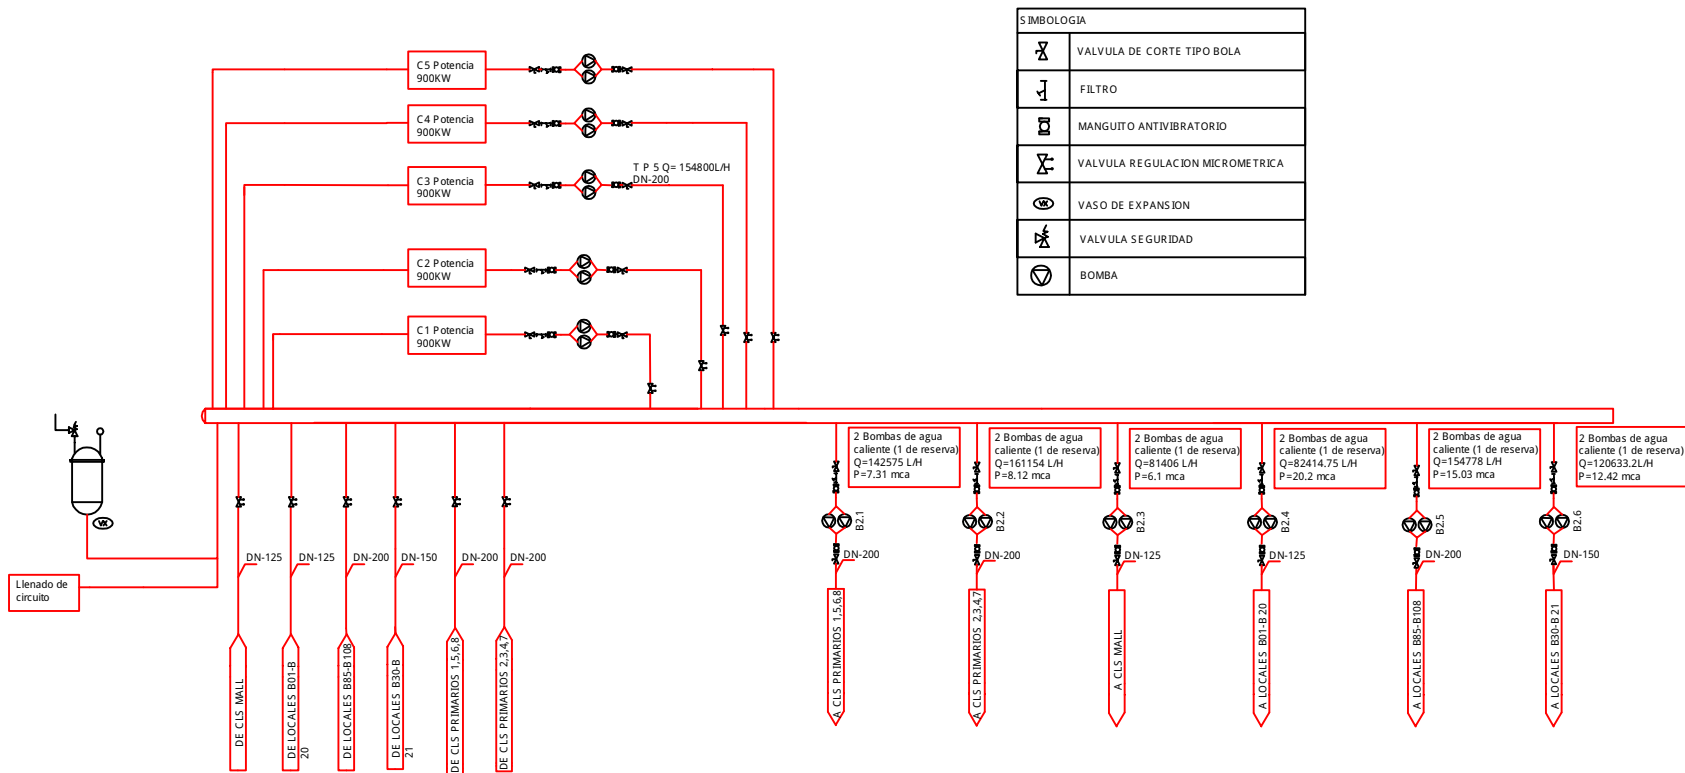 SIMBOLOGIA
VALVULA DE CORTE TIPO BOLA
FILTRO
MANGUITO ANTIVIBRATORIO
VALVULA REGULACION MICROMETRICA
VX
VASO DE EXPANSION
VALVULA SEGURIDAD
BOMBA
C5 Potencia
900KW
C4 Potencia
900KW
C3 Potencia
900KW
T P 5 Q= 154800L/H
DN-200
C2 Potencia
900KW
C1 Potencia
900KW
2 Bombas de agua
caliente (1 de reserva)
Q=142575 L/H
P=7.31 mca
2 Bombas de agua
caliente (1 de reserva)
Q=161154 L/H
P=8.12 mca
2 Bombas de agua
caliente (1 de reserva)
Q=81406 L/H
P=6.1 mca
2 Bombas de agua
caliente (1 de reserva)
Q=82414.75 L/H
P=20.2 mca
2 Bombas de agua
caliente (1 de reserva)
Q=154778 L/H
P=15.03 mca
2 Bombas de agua
caliente (1 de reserva)
Q=120633.2L/H
P=12.42 mca
B2.1
B2.2
B2.3
B2.4
B2.5
B2.6
VX
Llenado de
circuito
DN-125
DN-125
DN-200
DN-150
DN-200
DN-200
DN-200
DN-200
DN-125
DN-125
DN-200
DN-150
DE CLS MALL
DE LOCALES B01-B
20
DE LOCALES B85-B108
DE LOCALES B30-B
21
DE CLS PRIMARIOS 1,5,6,8
DE CLS PRIMARIOS 2,3,4,7
A CLS PRIMARIOS 1,5,6,8
A CLS PRIMARIOS 2,3,4,7
A CLS MALL
A LOCALES B01-B 20
A LOCALES B85-B108
A LOCALES B30-B 21